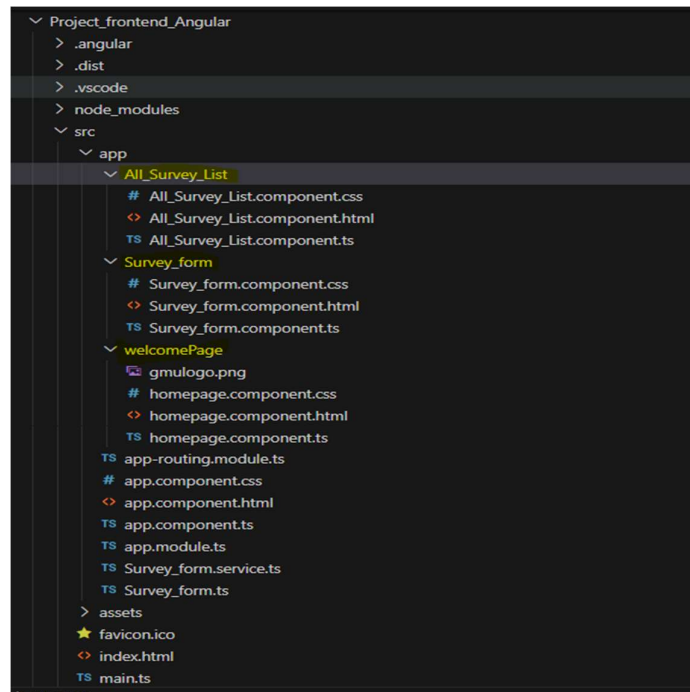 Project_frontend_Angular
.angular
.dist
.vscode
node_modules
src
app
All_Survey_List
# All_Survey_List.component.css
<> All_Survey_List.component.html
TS All_Survey_List.component.ts
Survey_form
# Survey_form.component.css
<> Survey_form.component.html
TS Survey_form.component.ts
welcomePage
gmulogo.png
# homepage.component.css
<> homepage.component.html
TS homepage.component.ts
TS app-routing.module.ts
# app.component.css
<> app.component.html
TS app.component.ts
TS app.module.ts
TS Survey_form.service.ts
TS Survey_form.ts
assets
favicon.ico
<> index.html
TS main.ts